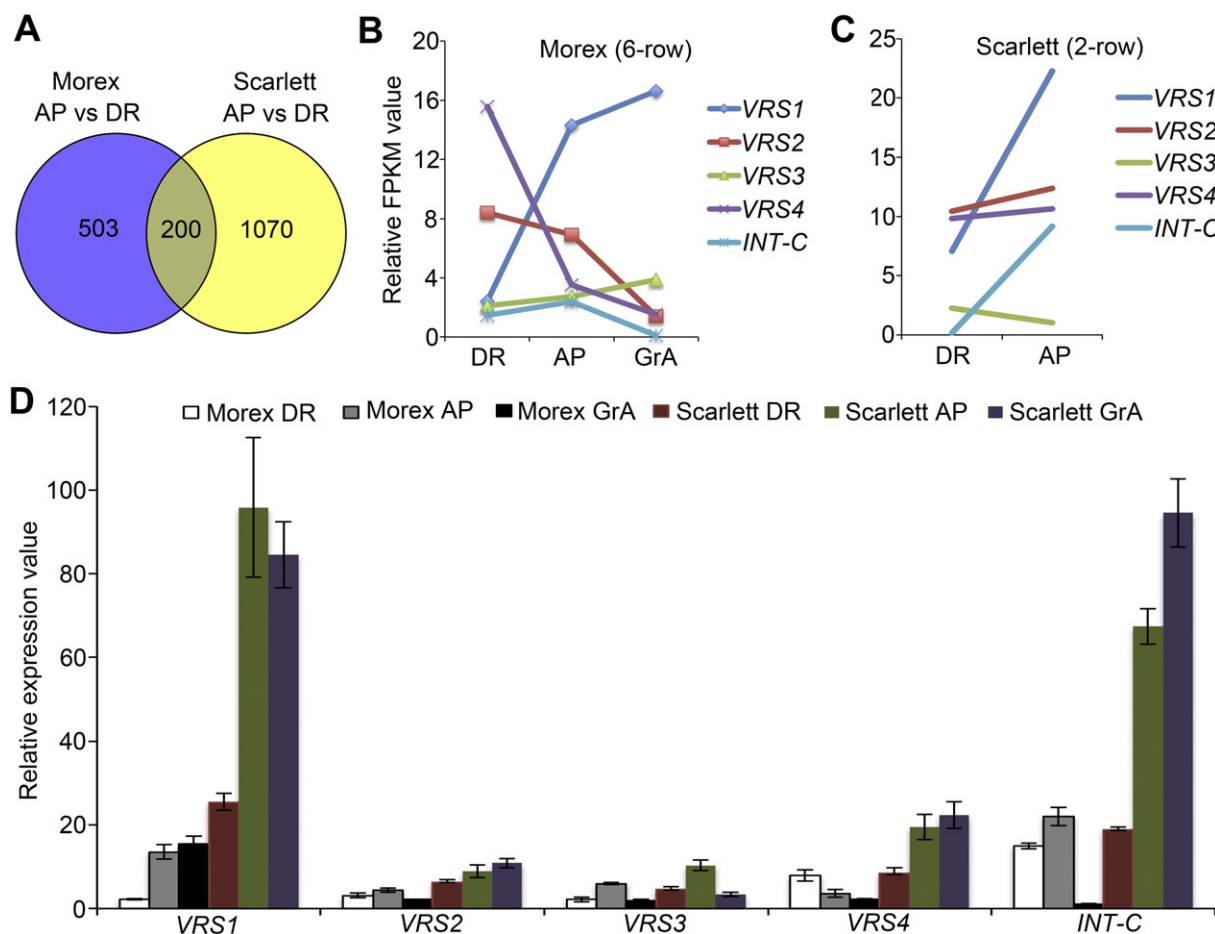 A
Morex
AP vs DR
Scarlett
AP vs DR
503
200
1070
B
Morex (6-row)
Relative FPKM value
20
16
12
8
4
0
DR
AP
GrA
VRS1
VRS2
VRS3
VRS4
INT-C
C
Scarlett (2-row)
25
20
15
10
5
0
DR
AP
VRS1
VRS2
VRS3
VRS4
INT-C
D
Morex DR Morex AP Morex GrA Scarlett DR Scarlett AP Scarlett GrA
Relative expression value
120
100
80
60
40
20
0
VRS1 VRS2 VRS3 VRS4 INT-C